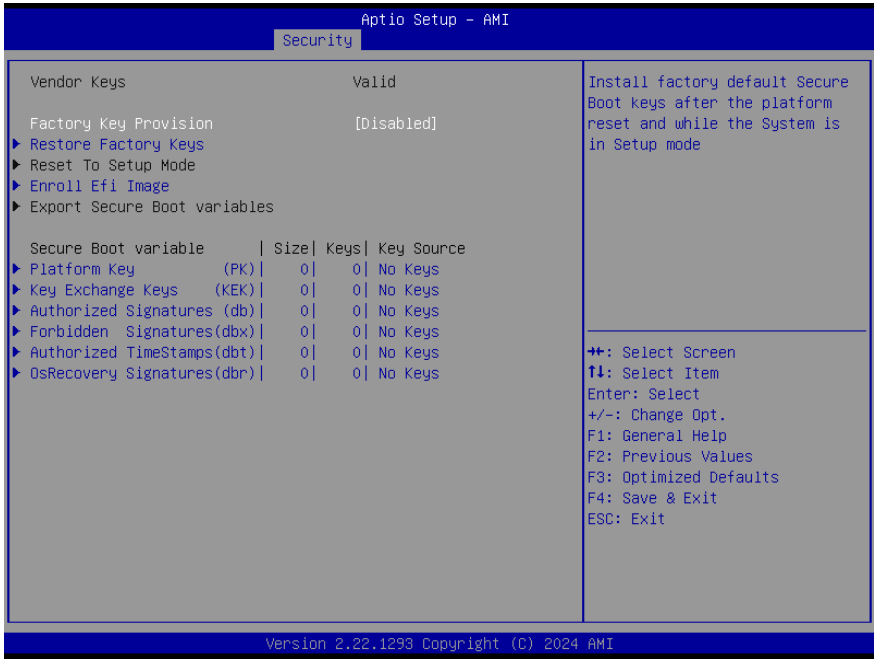 Aptio Setup – AMI
Security
Vendor Keys Valid
Factory Key Provision [Disabled]
Restore Factory Keys
Reset To Setup Mode
Enroll Efi Image
Export Secure Boot variables
Secure Boot variable | Size| Keys| Key Source
Platform Key (PK)| 0| 0| No Keys
Key Exchange Keys (KEK)| 0| 0| No Keys
Authorized Signatures (db)| 0| 0| No Keys
Forbidden Signatures(dbx)| 0| 0| No Keys
Authorized TimeStamps(dbt)| 0| 0| No Keys
OsRecovery Signatures(dbr)| 0| 0| No Keys
Install factory default Secure
Boot keys after the platform
reset and while the System is
in Setup mode
→←: Select Screen
↑↓: Select Item
Enter: Select
+/-: Change Opt.
F1: General Help
F2: Previous Values
F3: Optimized Defaults
F4: Save & Exit
ESC: Exit
Version 2.22.1293 Copyright (C) 2024 AMI